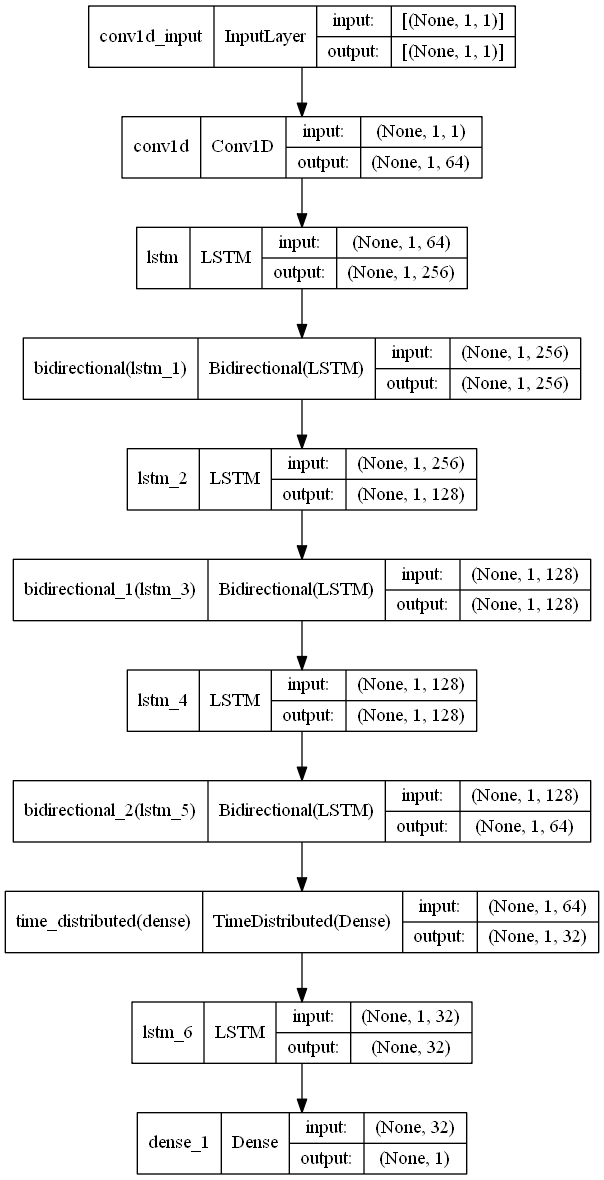 conv1d_input InputLayer input: [(None, 1, 1)]
output: [(None, 1, 1)]
conv1d Conv1D input: (None, 1, 1)
output: (None, 1, 64)
lstm LSTM input: (None, 1, 64)
output: (None, 1, 256)
bidirectional(lstm_1) Bidirectional(LSTM) input: (None, 1, 256)
output: (None, 1, 256)
lstm_2 LSTM input: (None, 1, 256)
output: (None, 1, 128)
bidirectional_1(lstm_3) Bidirectional(LSTM) input: (None, 1, 128)
output: (None, 1, 128)
lstm_4 LSTM input: (None, 1, 128)
output: (None, 1, 128)
bidirectional_2(lstm_5) Bidirectional(LSTM) input: (None, 1, 128)
output: (None, 1, 64)
time_distributed(dense) TimeDistributed(Dense) input: (None, 1, 64)
output: (None, 1, 32)
lstm_6 LSTM input: (None, 1, 32)
output: (None, 32)
dense_1 Dense input: (None, 32)
output: (None, 1)